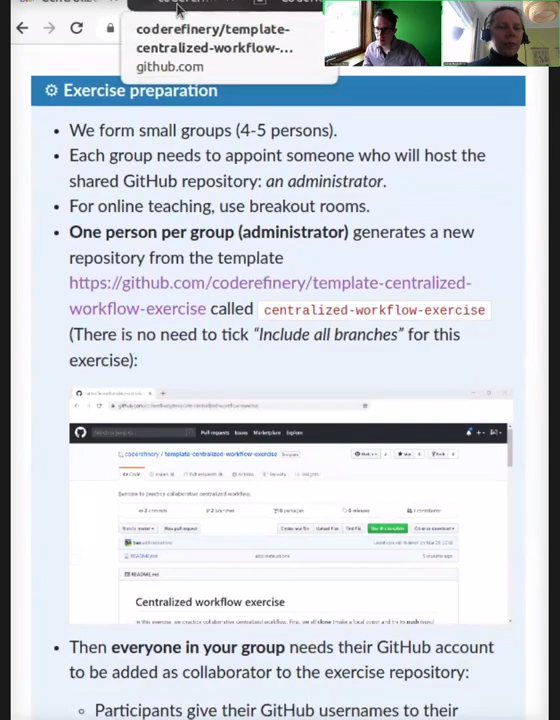 coderefinery/template-
centralized-workflow-...
github.com
Exercise preparation
• We form small groups (4-5 persons).
• Each group needs to appoint someone who will host the
shared GitHub repository: an administrator.
• For online teaching, use breakout rooms.
• One person per group (administrator) generates a new
repository from the template
https://github.com/coderefinery/template-centralized-
workflow-exercise called centralized-workflow-exercise
(There is no need to tick “Include all branches” for this
exercise):
Pull requests Issues Marketplace Explore
coderefinery / template-centralized-workflow-exercise Template
README.md
README.md
Centralized workflow exercise
• Then everyone in your group needs their GitHub account
to be added as collaborator to the exercise repository:
◦ Participants give their GitHub usernames to their